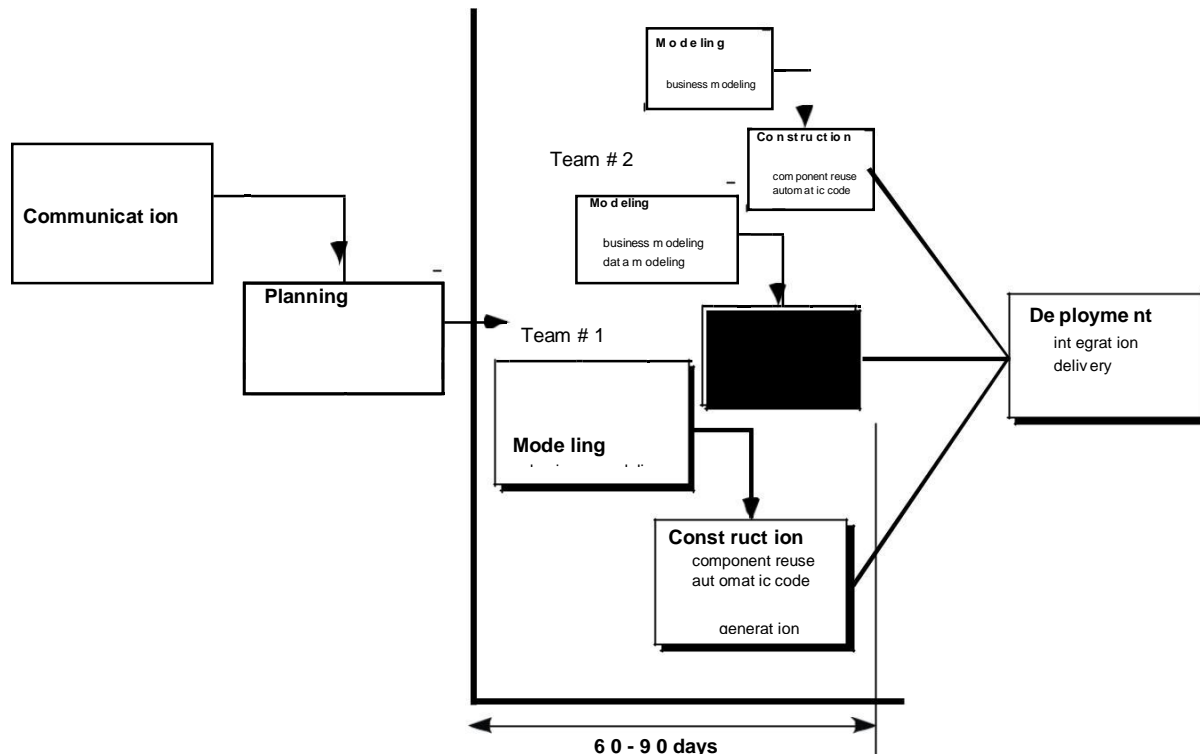 Modeling
business modeling
Construction
component reuse
automatic code
Team # 2
Modeling
business modeling
data modeling
Communication
Planning
Team # 1
Modeling
Construction
component reuse
automatic code
generation
Deployment
integration
delivery
60-90 days